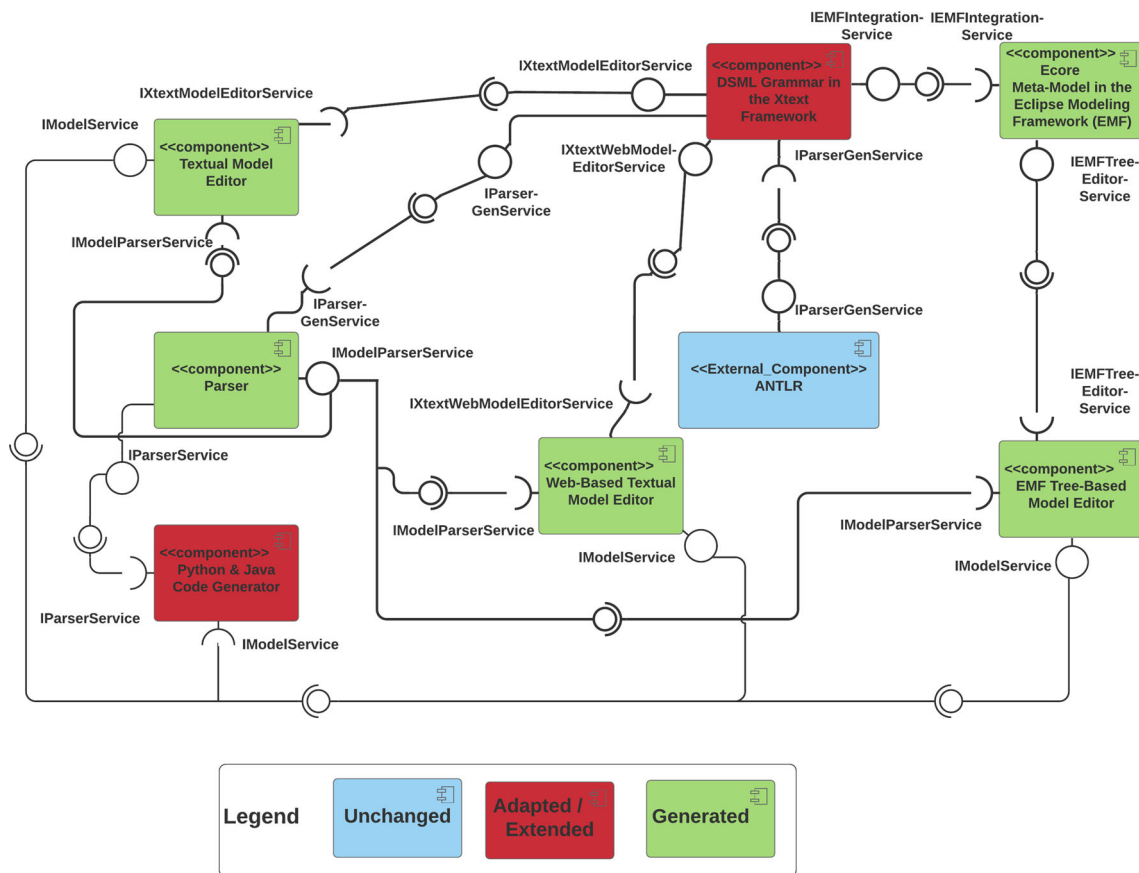 IEMFIntegration-
Service
IEMFIntegration-
Service
<<component>>
DSML Grammar in
the Xtext
Framework
<<component>>
Ecore
Meta-Model in the
Eclipse Modeling
Framework (EMF)
IXtextModelEditorService
IXtextModelEditorService
IModelService
<<component>>
Textual Model
Editor
IXtextWebModel-
EditorService
IParserGenService
IEMFTree-
Editor-
Service
IParser-
GenService
IModelParserService
IParser-
GenService
IParserGenService
<<component>>
Parser
IModelParserService
<<External_Component>>
ANTLR
IEMFTree-
Editor-
Service
IXtextWebModelEditorService
IParserService
<<component>>
Web-Based Textual
Model Editor
<<component>>
EMF Tree-Based
Model Editor
IModelParserService
IModelParserService
<<component>>
Python & Java
Code Generator
IModelService
IModelService
IParserService
IModelService
Legend
Unchanged
Adapted /
Extended
Generated